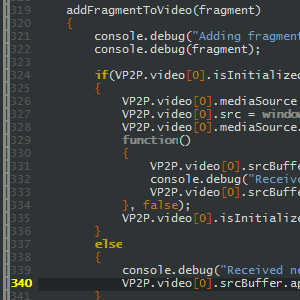 319 addFragmentToVideo(fragment)
320 {
321 console.debug("Adding fragment
322 console.debug(fragment);
323
324 if(VP2P.video[0].isInitialized
325 {
326 VP2P.video[0].mediaSource
327 VP2P.video[0].src = window
328 VP2P.video[0].mediaSource.
329 function()
330 {
331 VP2P.video[0].srcBuffe
332 console.debug("Receive
333 VP2P.video[0].srcBuffe
334 }, false);
335 VP2P.video[0].isInitialize
336 }
337 else
338 {
339 console.debug("Received ne
340 VP2P.video[0].srcBuffer.ap
341 }